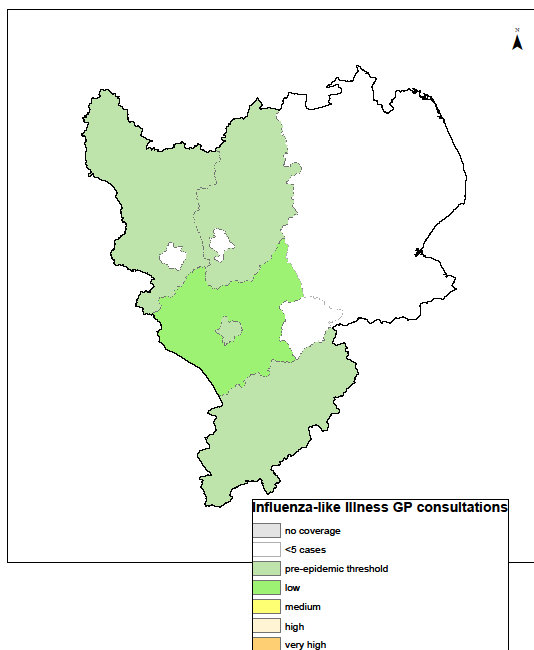 Influenza-like Illness GP consultations
no coverage
<5 cases
pre-epidemic threshold
low
medium
high
very high